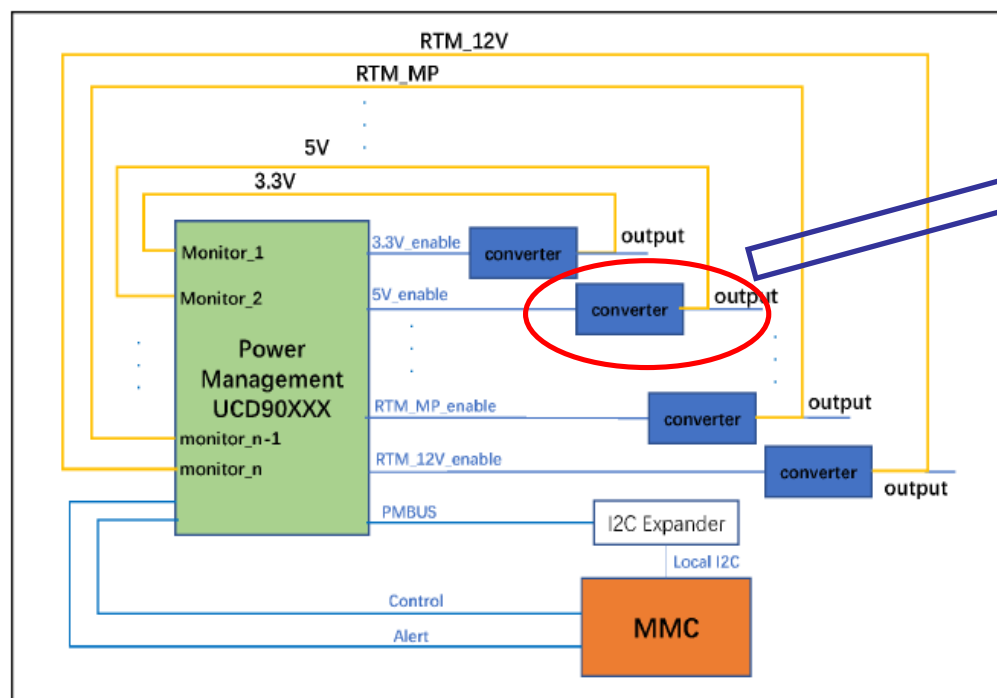 RTM_12V
RTM_MP
5V
3.3V
Monitor_1
3.3V_enable
converter
output
Monitor_2
5V_enable
converter
output
Power
Management
UCD90XXX
RTM_MP_enable
converter
output
monitor_n-1
monitor_n
RTM_12V_enable
converter
output
PMBUS
I2C Expander
Local I2C
Control
MMC
Alert